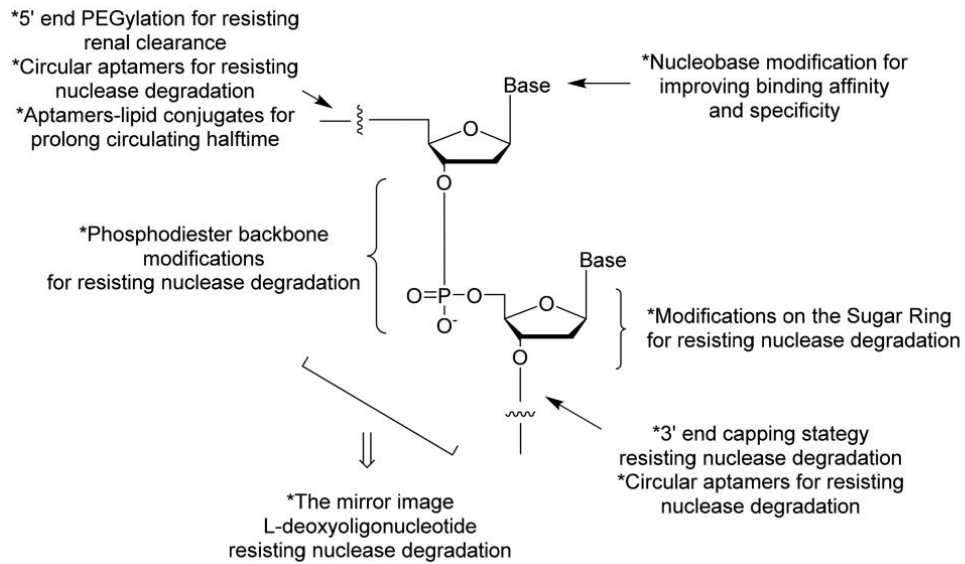 *5' end PEGylation for resisting
renal clearance
*Circular aptamers for resisting
nuclease degradation
*Aptamers-lipid conjugates for
prolong circulating halftime
Base
*Nucleobase modification for
improving binding affinity
and specificity
O
O
*Phosphodiester backbone
modifications
for resisting nuclease degradation
Base
O=P-O
O-
O
O
*Modifications on the Sugar Ring
for resisting nuclease degradation
*3' end capping stategy
resisting nuclease degradation
*Circular aptamers for resisting
nuclease degradation
*The mirror image
L-deoxyoligonucleotide
resisting nuclease degradation